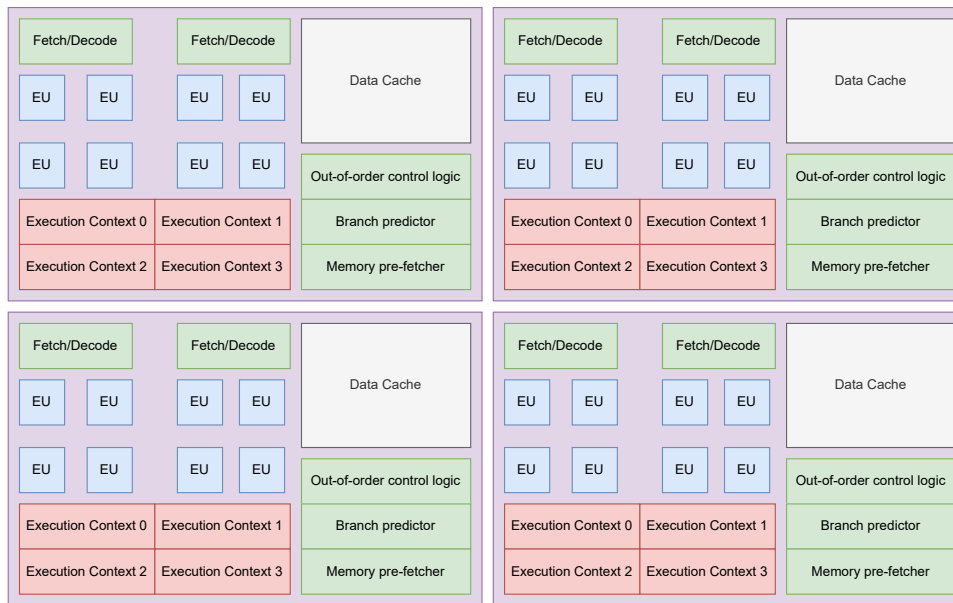 Fetch/Decode Fetch/Decode
Data Cache
EU EU EU EU
EU EU EU EU
Out-of-order control logic
Execution Context 0 Execution Context 1 Branch predictor
Execution Context 2 Execution Context 3 Memory pre-fetcher
Fetch/Decode Fetch/Decode
Data Cache
EU EU EU EU
EU EU EU EU
Out-of-order control logic
Execution Context 0 Execution Context 1 Branch predictor
Execution Context 2 Execution Context 3 Memory pre-fetcher
Fetch/Decode Fetch/Decode
Data Cache
EU EU EU EU
EU EU EU EU
Out-of-order control logic
Execution Context 0 Execution Context 1 Branch predictor
Execution Context 2 Execution Context 3 Memory pre-fetcher
Fetch/Decode Fetch/Decode
Data Cache
EU EU EU EU
EU EU EU EU
Out-of-order control logic
Execution Context 0 Execution Context 1 Branch predictor
Execution Context 2 Execution Context 3 Memory pre-fetcher